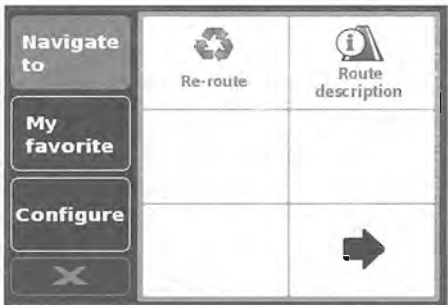 Navigate
to
Re-route
Route
description
My
favorite
Configure